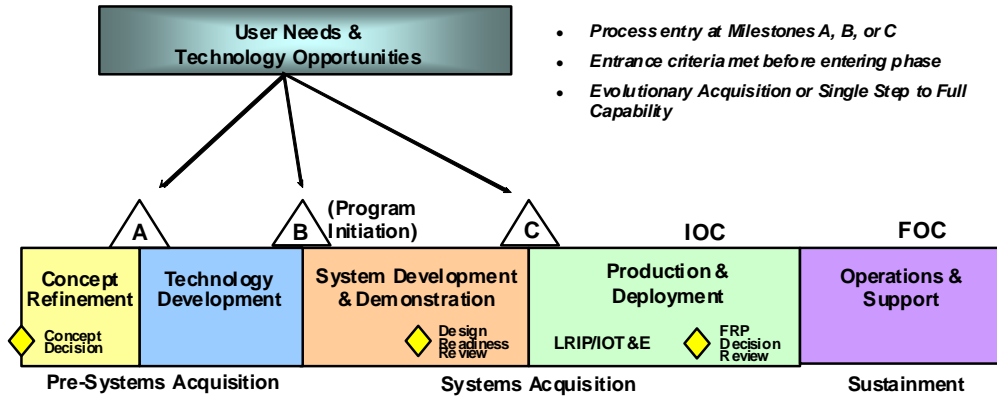 User Needs &
Technology Opportunities
• Process entry at Milestones A, B, or C
• Entrance criteria met before entering phase
• Evolutionary Acquisition or Single Step to Full
Capability
A
B
(Program
Initiation)
C
IOC
FOC
Concept
Refinement
Technology
Development
System Development
& Demonstration
Production &
Deployment
Operations &
Support
Concept
Decision
Design
Readiness
Review
LRIP/IOT&E
FRP
Decision
Review
Pre-Systems Acquisition
Systems Acquisition
Sustainment